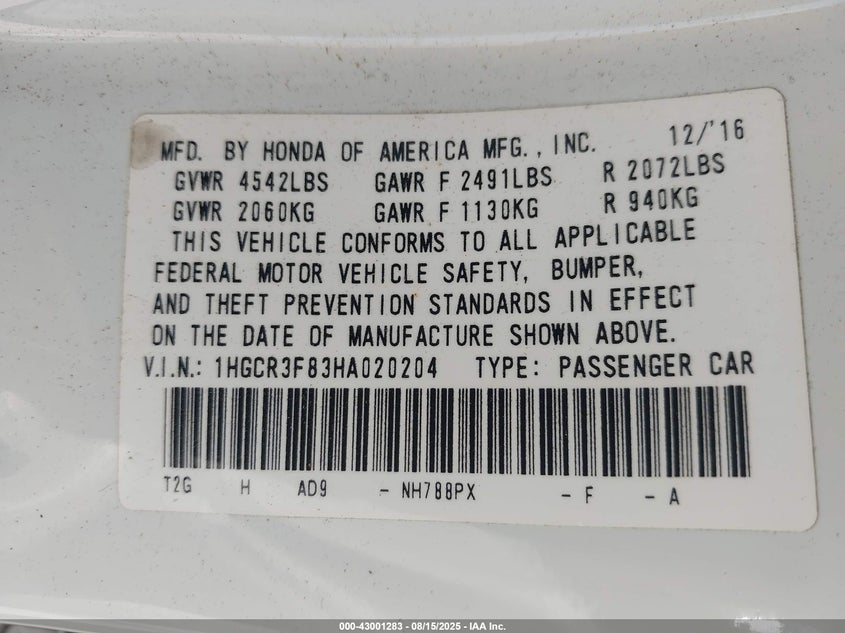 MFD. BY HONDA OF AMERICA MFG., INC. 12/'16
GVWR 4542LBS GAWR F 2491LBS R 2072LBS
GVWR 2060KG GAWR F 1130KG R 940KG
THIS VEHICLE CONFORMS TO ALL APPLICABLE
FEDERAL MOTOR VEHICLE SAFETY, BUMPER,
AND THEFT PREVENTION STANDARDS IN EFFECT
ON THE DATE OF MANUFACTURE SHOWN ABOVE.
V.I.N.: 1HGCR3F83HA020204 TYPE: PASSENGER CAR
T2G H AD9 - NH788PX - F - A
000-43001283 - 08/15/2025 - IAA Inc.